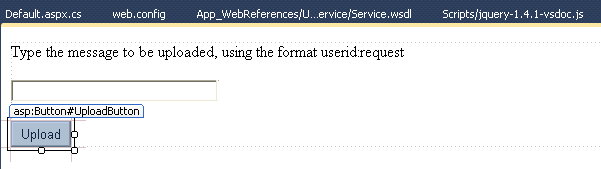 Default.aspx.cs web.config App_WebReferences/U...ervice/Service.wsdl Scripts/jquery-1.4.1-vsdoc.js
Type the message to be uploaded, using the format userid:request
asp:Button#UploadButton
Upload